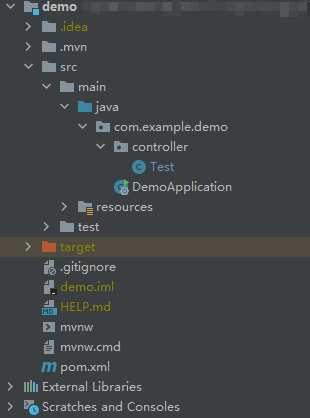 demo
.idea
.mvn
src
main
java
com.example.demo
controller
Test
DemoApplication
resources
test
target
.gitignore
demo.iml
HELP.md
mvnw
mvnw.cmd
pom.xml
External Libraries
Scratches and Consoles